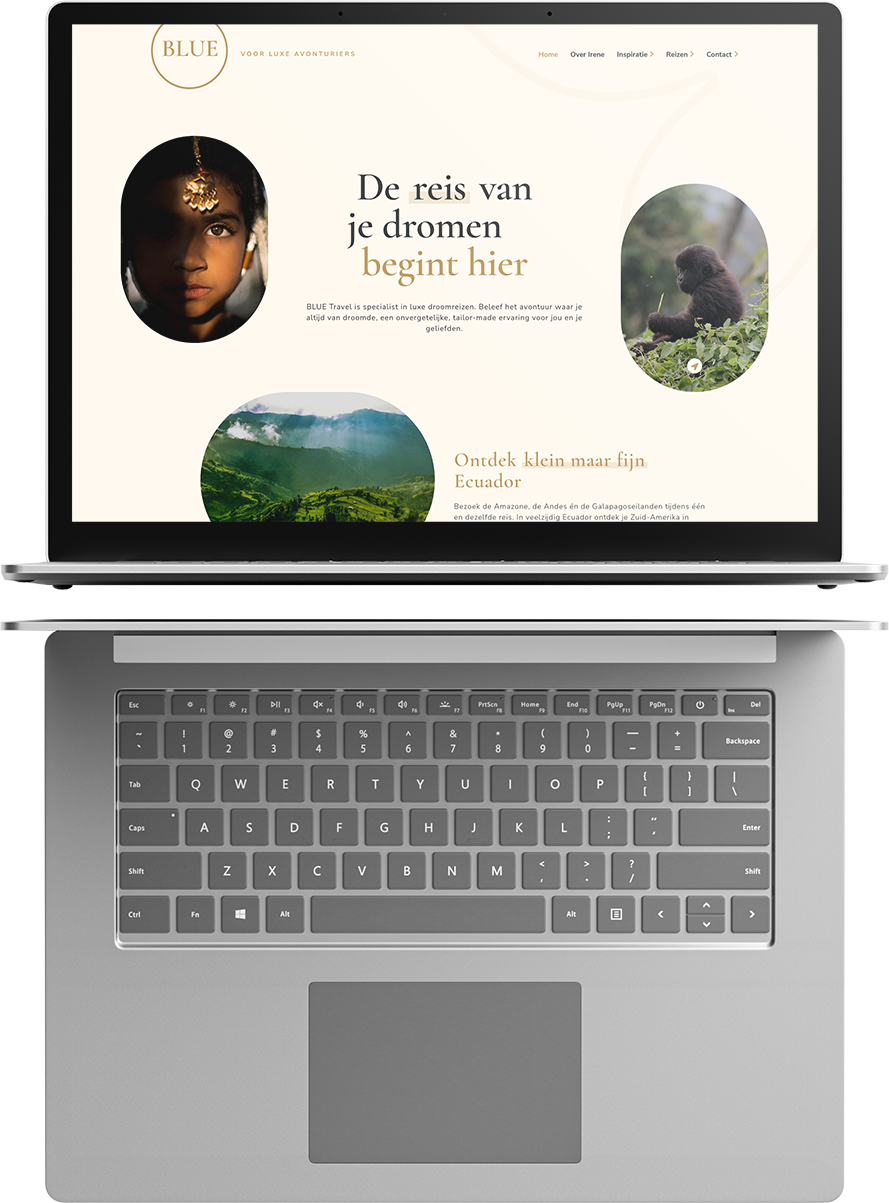 BLUE
VOOR LUXE AVONTURIERS
Home Over Irene Inspiratie Reizen Contact
De reis van
je dromen
begint hier
BLUE Travel is specialist in luxe droomreizen. Beleef het avontuur waar je
altijd van droomde, een onvergetelijke, tailor-made ervaring voor jou en je
geliefden.
Ontdek klein maar fijn
Ecuador
Bezoek de Amazone, de Andes én de Galapagoseilanden tijdens één
en dezelfde reis. In veelzijdig Ecuador ontdek je Zuid-Amerika in
Esc F1 F2 F3 F4 F5 F6 F7 PrtScn F8 Home F9 End F10 PgUp F11 PgDn F12 Ins Del
~ ` ! 1 @ 2 # 3 $ 4 % 5 ^ 6 & 7 * 8 ( 9 ) 0 — - + = Backspace
Tab Q W E R T Y U I O P { [ } ] | \
Caps A S D F G H J K L : ; “ ‘ Enter
Shift Z X C V B N M < , > . ? / Shift
Ctrl Fn Alt Alt